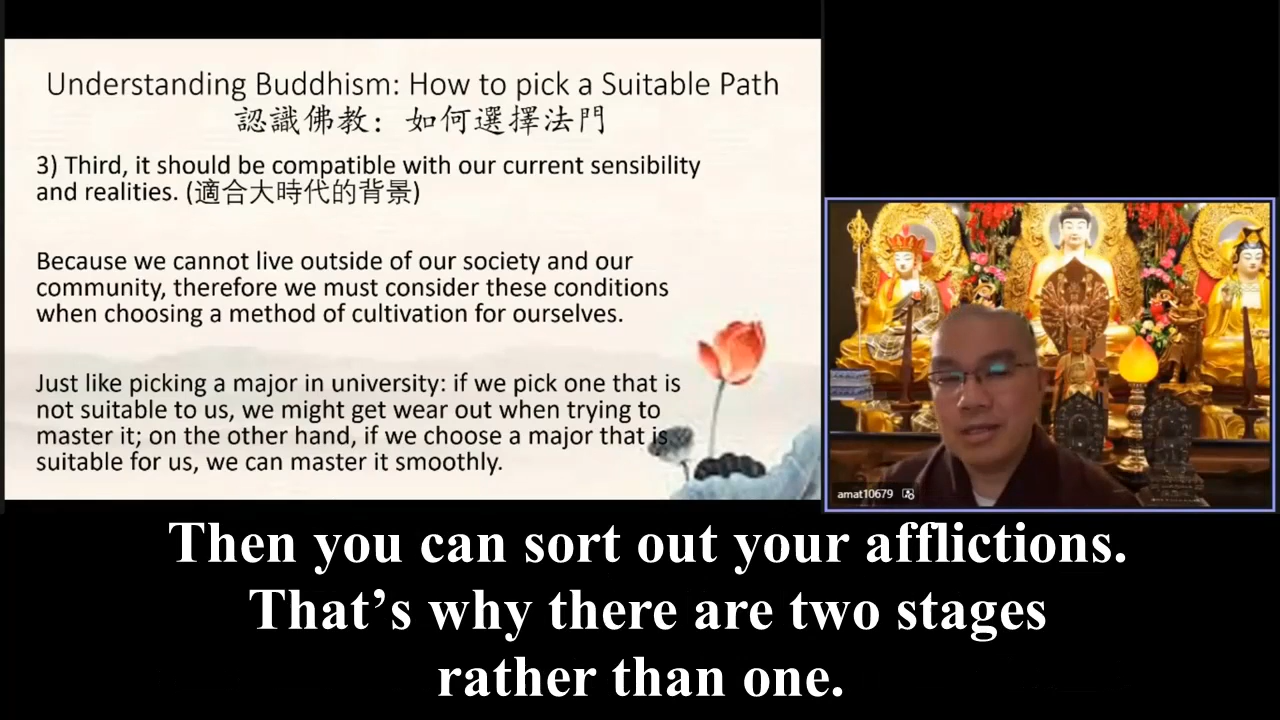 Understanding Buddhism: How to pick a Suitable Path
認識佛教：如何選擇法門
3) Third, it should be compatible with our current sensibility
and realities. (適合大時代的背景)
Because we cannot live outside of our society and our
community, therefore we must consider these conditions
when choosing a method of cultivation for ourselves.
Just like picking a major in university: if we pick one that is
not suitable to us, we might get wear out when trying to
master it; on the other hand, if we choose a major that is
suitable for us, we can master it smoothly.
amat10679
Then you can sort out your afflictions.
That’s why there are two stages
rather than one.